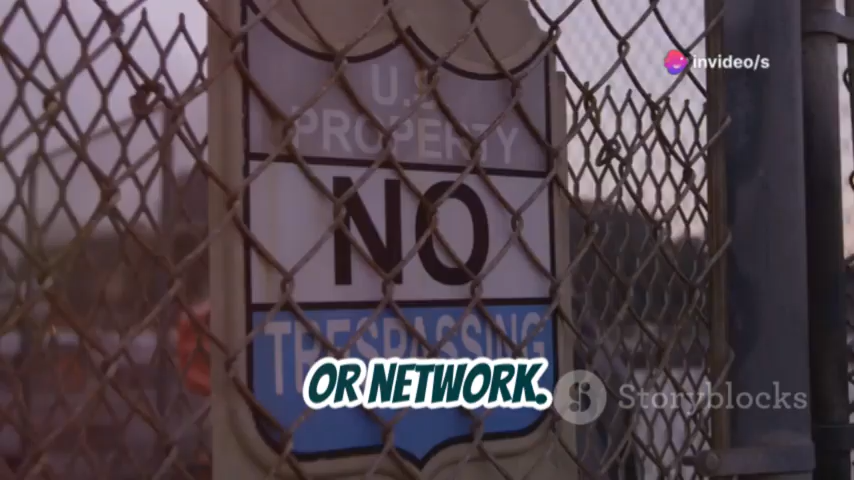 invideo/s
U.S
PROPERTY
NO
TRESPASSING
OR NETWORK.
Storyblocks